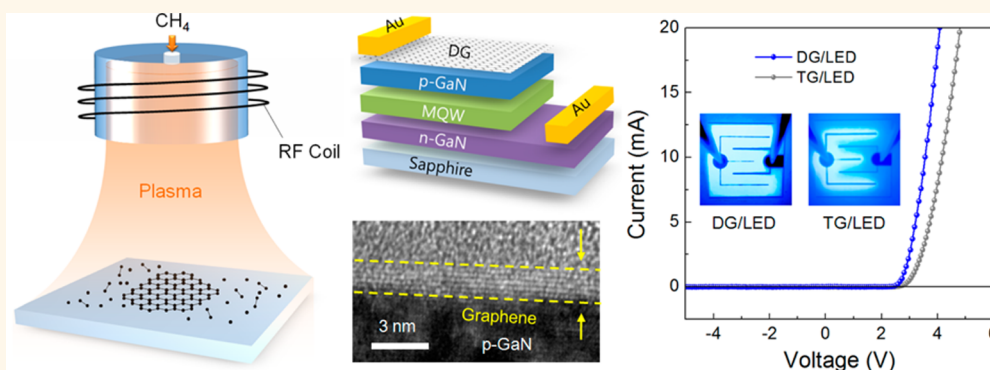 CH4
RF Coil
Plasma
Au
DG
p-GaN
MQW
Au
n-GaN
Sapphire
Graphene
3 nm
p-GaN
20
15
10
5
0
Current (mA)
DG/LED
TG/LED
DG/LED
TG/LED
-4
-2
0
2
4
6
Voltage (V)